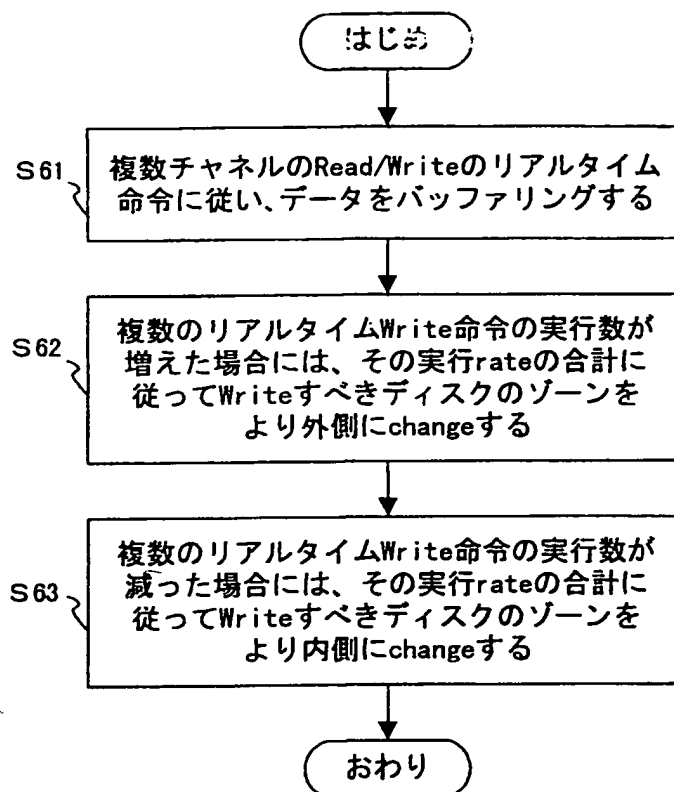 はじめ
S61
複数チャネルのRead/Writeのリアルタイム
命令に従い、データをバッファリングする
S62
複数のリアルタイムWrite命令の実行数が
増えた場合には、その実行rateの合計に
従ってWriteすべきディスクのゾーンを
より外側にchangeする
S63
複数のリアルタイムWrite命令の実行数が
減った場合には、その実行rateの合計に
従ってWriteすべきディスクのゾーンを
より内側にchangeする
おわり